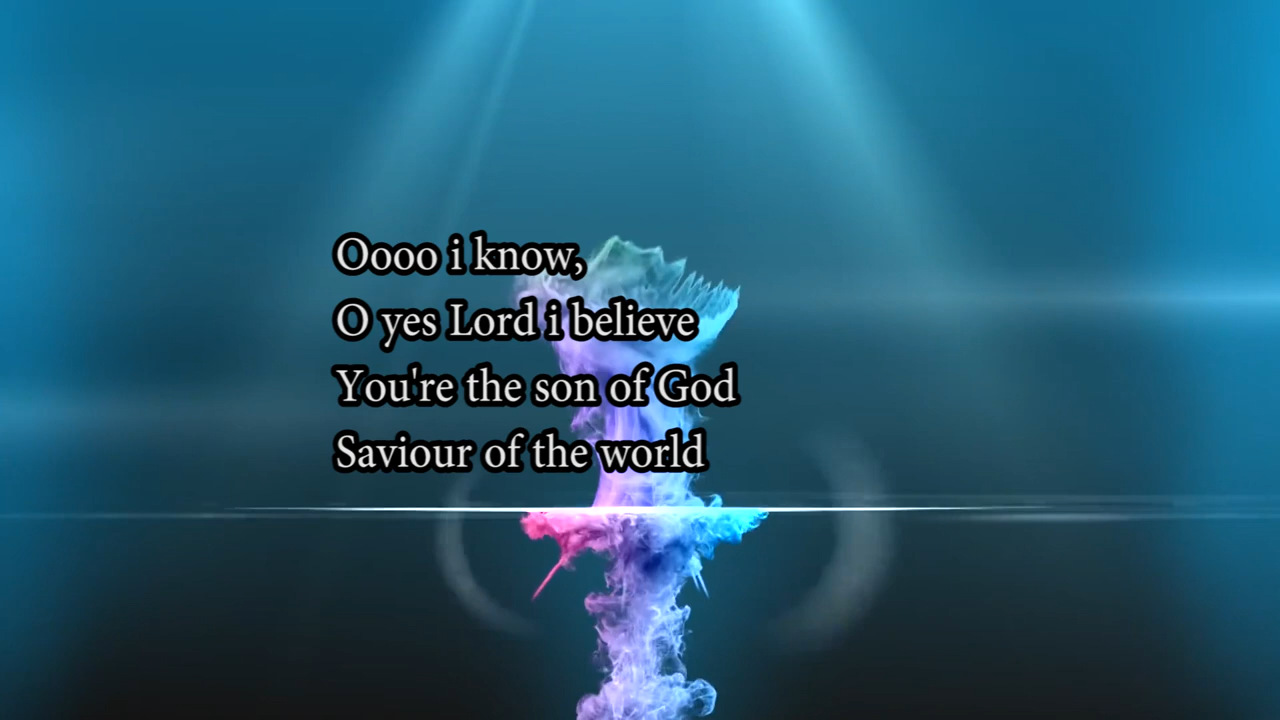 Oooo i know,
O yes Lord i believe
You're the son of God
Saviour of the world